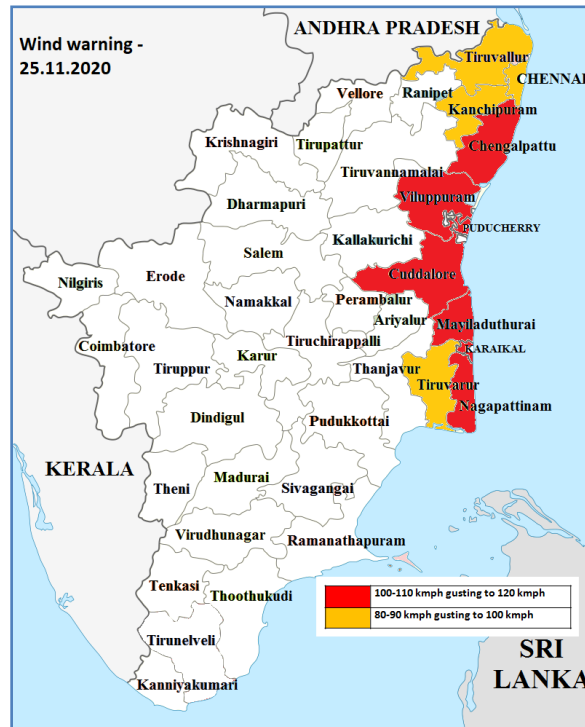 Wind warning -
25.11.2020
ANDHRA PRADESH
Tiruvallur
CHENNAI
Vellore
Ranipet
Kanchipuram
Krishnagiri
Tirupattur
Chengalpattu
Tiruvannamalai
Viluppuram
Dharmapuri
PUDUCHERRY
Kallakurichi
Salem
Cuddalore
Nilgiris
Erode
Namakkal
Perambalur
Ariyalur
Mayiladuthurai
Coimbatore
Karur
Tiruchirappalli
KARAIKAL
Tiruppur
Thanjavur
Tiruvarur
Nagapattinam
Dindigul
Pudukkottai
KERALA
Theni
Madurai
Sivagangai
Virudhunagar
Ramanathapuram
Tenkasi
Thoothukudi
100-110 kmph gusting to 120 kmph
80-90 kmph gusting to 100 kmph
Tirunelveli
SRI
LANKA
Kanniyakumari